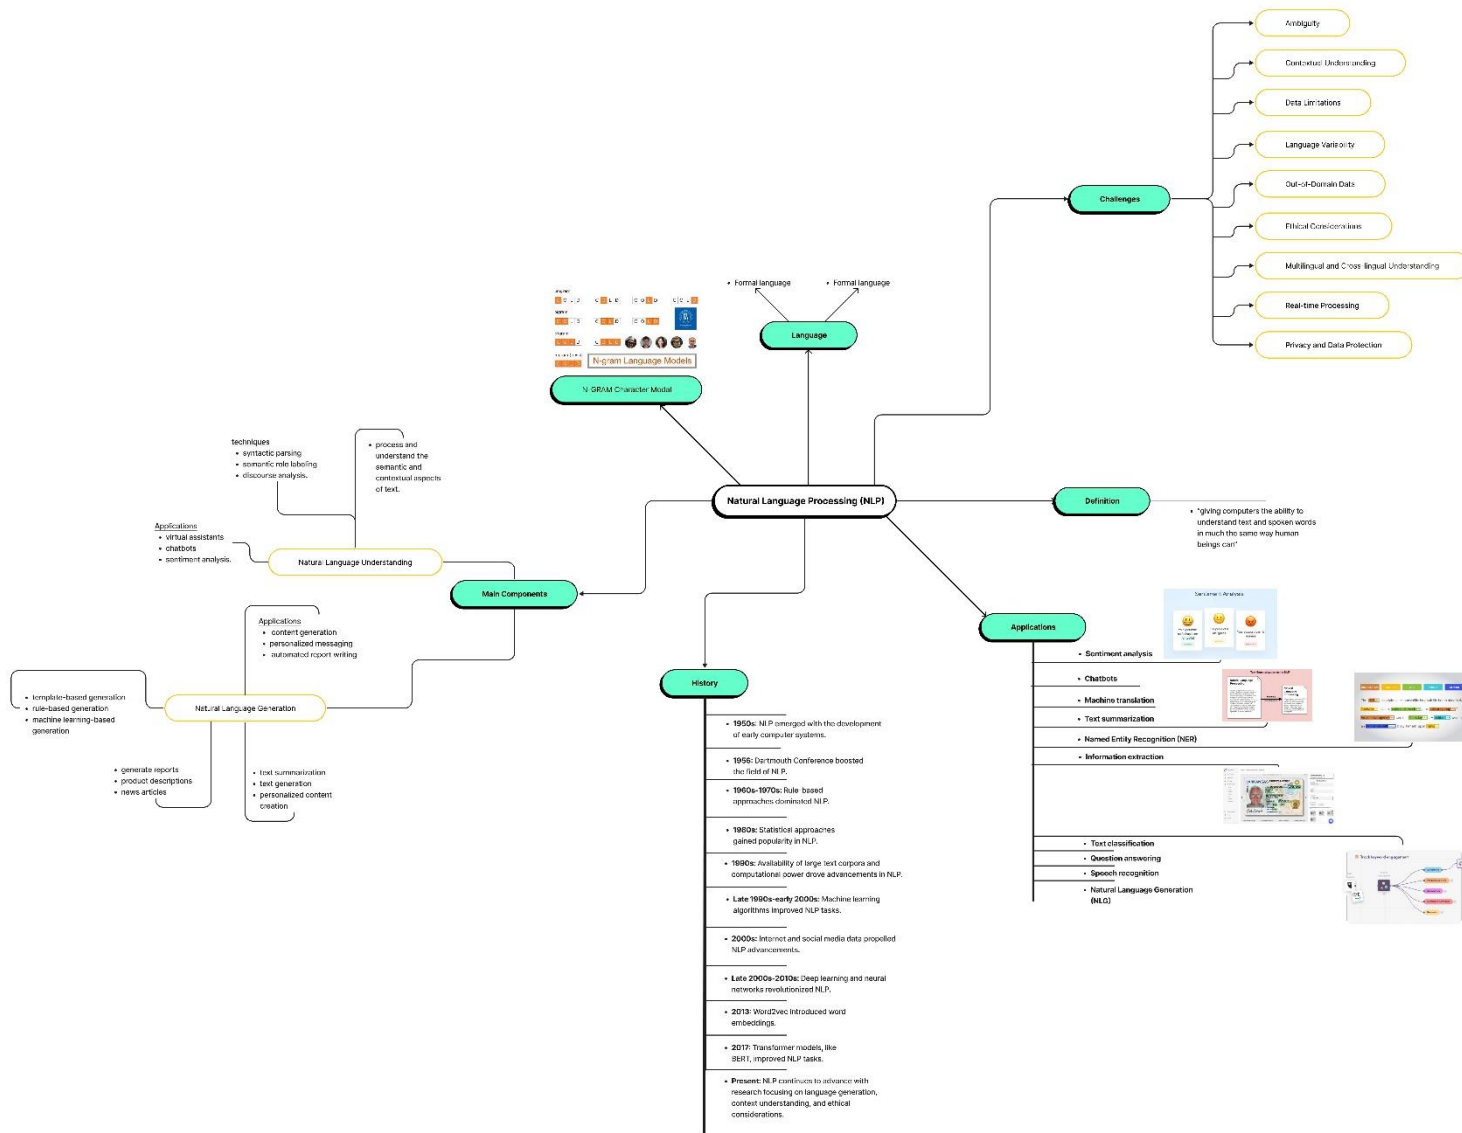 Ambiguity
Contextual Understanding
Data Limitations
Language Variability
Out-of-Domain Data
Challenges
Ethical Considerations
Multilingual and Cross-lingual Understanding
Real-time Processing
Privacy and Data Protection
• Formal language
• Formal language
Language
N-gram Language Models
N-GRAM Character Modal
techniques
• syntactic parsing
• semantic role labeling
• discourse analysis.
• process and
understand the
semantic and
contextual aspects
of text.
Natural Language Processing (NLP)
Definition
• "giving computers the ability to
understand text and spoken words
in much the same way human
beings can"
Applications
• virtual assistants
• chatbots
• sentiment analysis.
Natural Language Understanding
Main Components
Applications
• content generation
• personalized messaging
• automated report writing
• template-based generation
• rule-based generation
• machine learning-based
generation
Natural Language Generation
• generate reports
• product descriptions
• news articles
• text summarization
• text generation
• personalized content
creation
History
• 1950s: NLP emerged with the development
of early computer systems.
• 1956: Dartmouth Conference boosted
the field of NLP.
• 1960s-1970s: Rule-based
approaches dominated NLP.
• 1980s: Statistical approaches
gained popularity in NLP.
• 1990s: Availability of large text corpora and
computational power drove advancements in NLP.
• Late 1990s-early 2000s: Machine learning
algorithms improved NLP tasks.
• 2000s: Internet and social media data propelled
NLP advancements.
• Late 2000s-2010s: Deep learning and neural
networks revolutionized NLP.
• 2013: Word2vec introduced word
embeddings.
• 2017: Transformer models, like
BERT, improved NLP tasks.
• Present: NLP continues to advance with
research focusing on language generation,
context understanding, and ethical
considerations.
Applications
Sentiment Analysis
• Sentiment analysis
• Chatbots
• Machine translation
• Text summarization
• Named Entity Recognition (NER)
• Information extraction
• Text classification
• Question answering
• Speech recognition
• Natural Language Generation
(NLG)